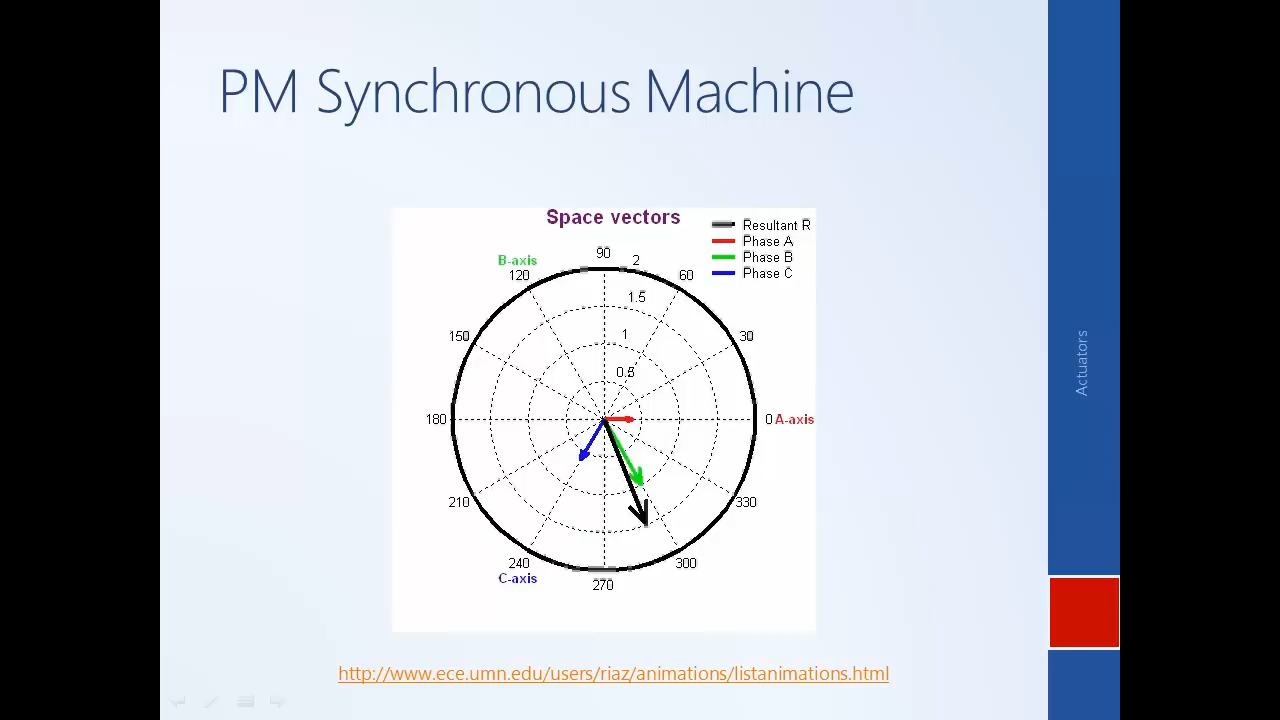 PM Synchronous Machine
Space vectors
Resultant R
Phase A
Phase B
Phase C
B-axis
90
2
120
60
1.5
150
1
30
0.5
180
0 A-axis
210
330
240
300
C-axis
270
Actuators
http://www.ece.umn.edu/users/riaz/animations/listanimations.html